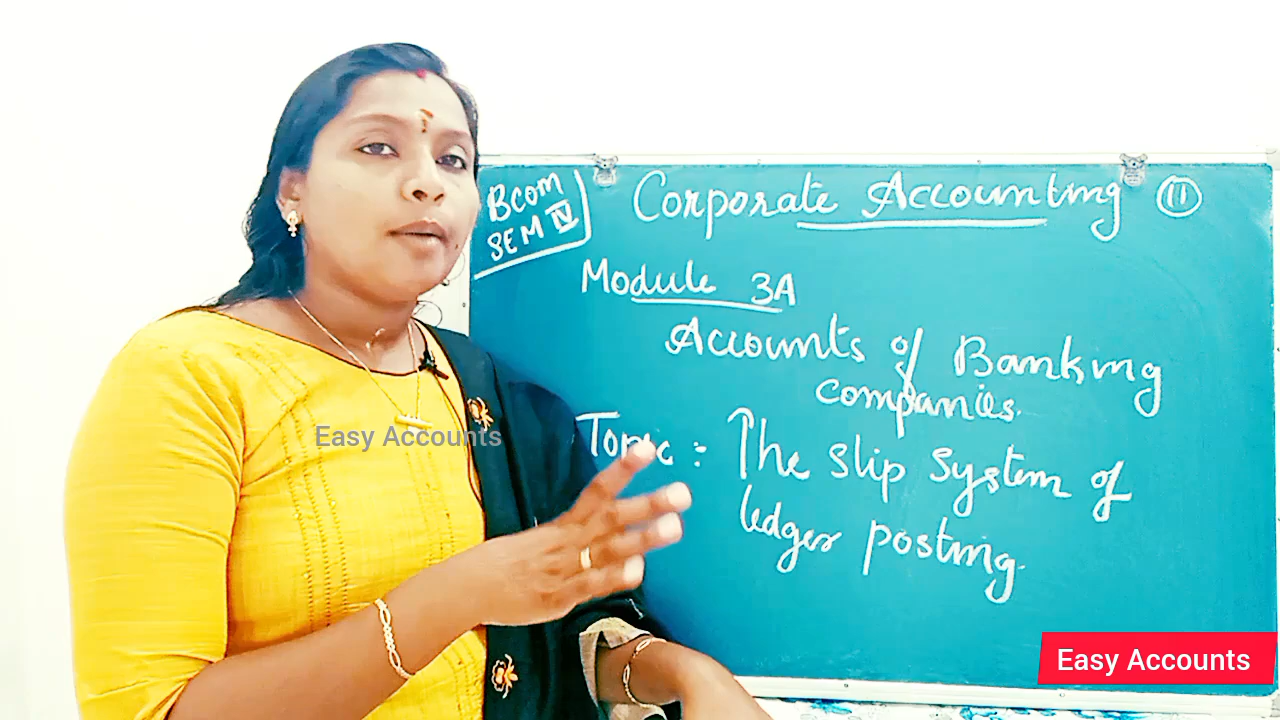 Bcom
SEM IV
Corporate Accounting 11
Module 3A
Accounts of Banking
companies.
Topic : The Slip System of
ledger posting.
Easy Accounts
Easy Accounts